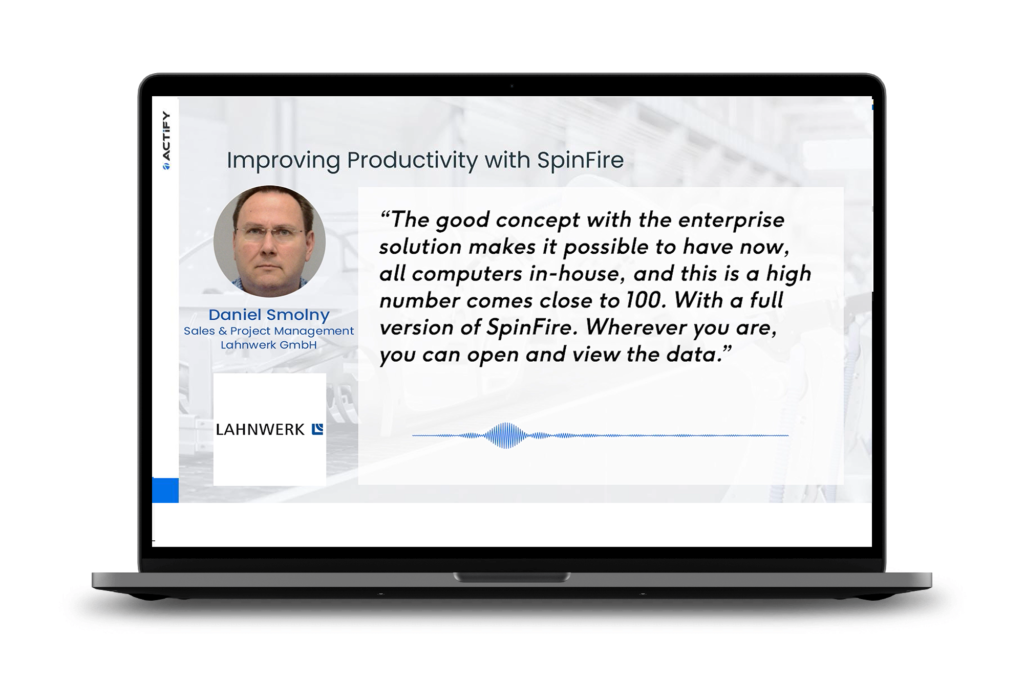 ACTiFY
Improving Productivity with SpinFire
“The good concept with the enterprise
solution makes it possible to have now,
all computers in-house, and this is a high
number comes close to 100. With a full
version of SpinFire. Wherever you are,
you can open and view the data.”
Daniel Smolny
Sales & Project Management
Lahnwerk GmbH
LAHNWERK